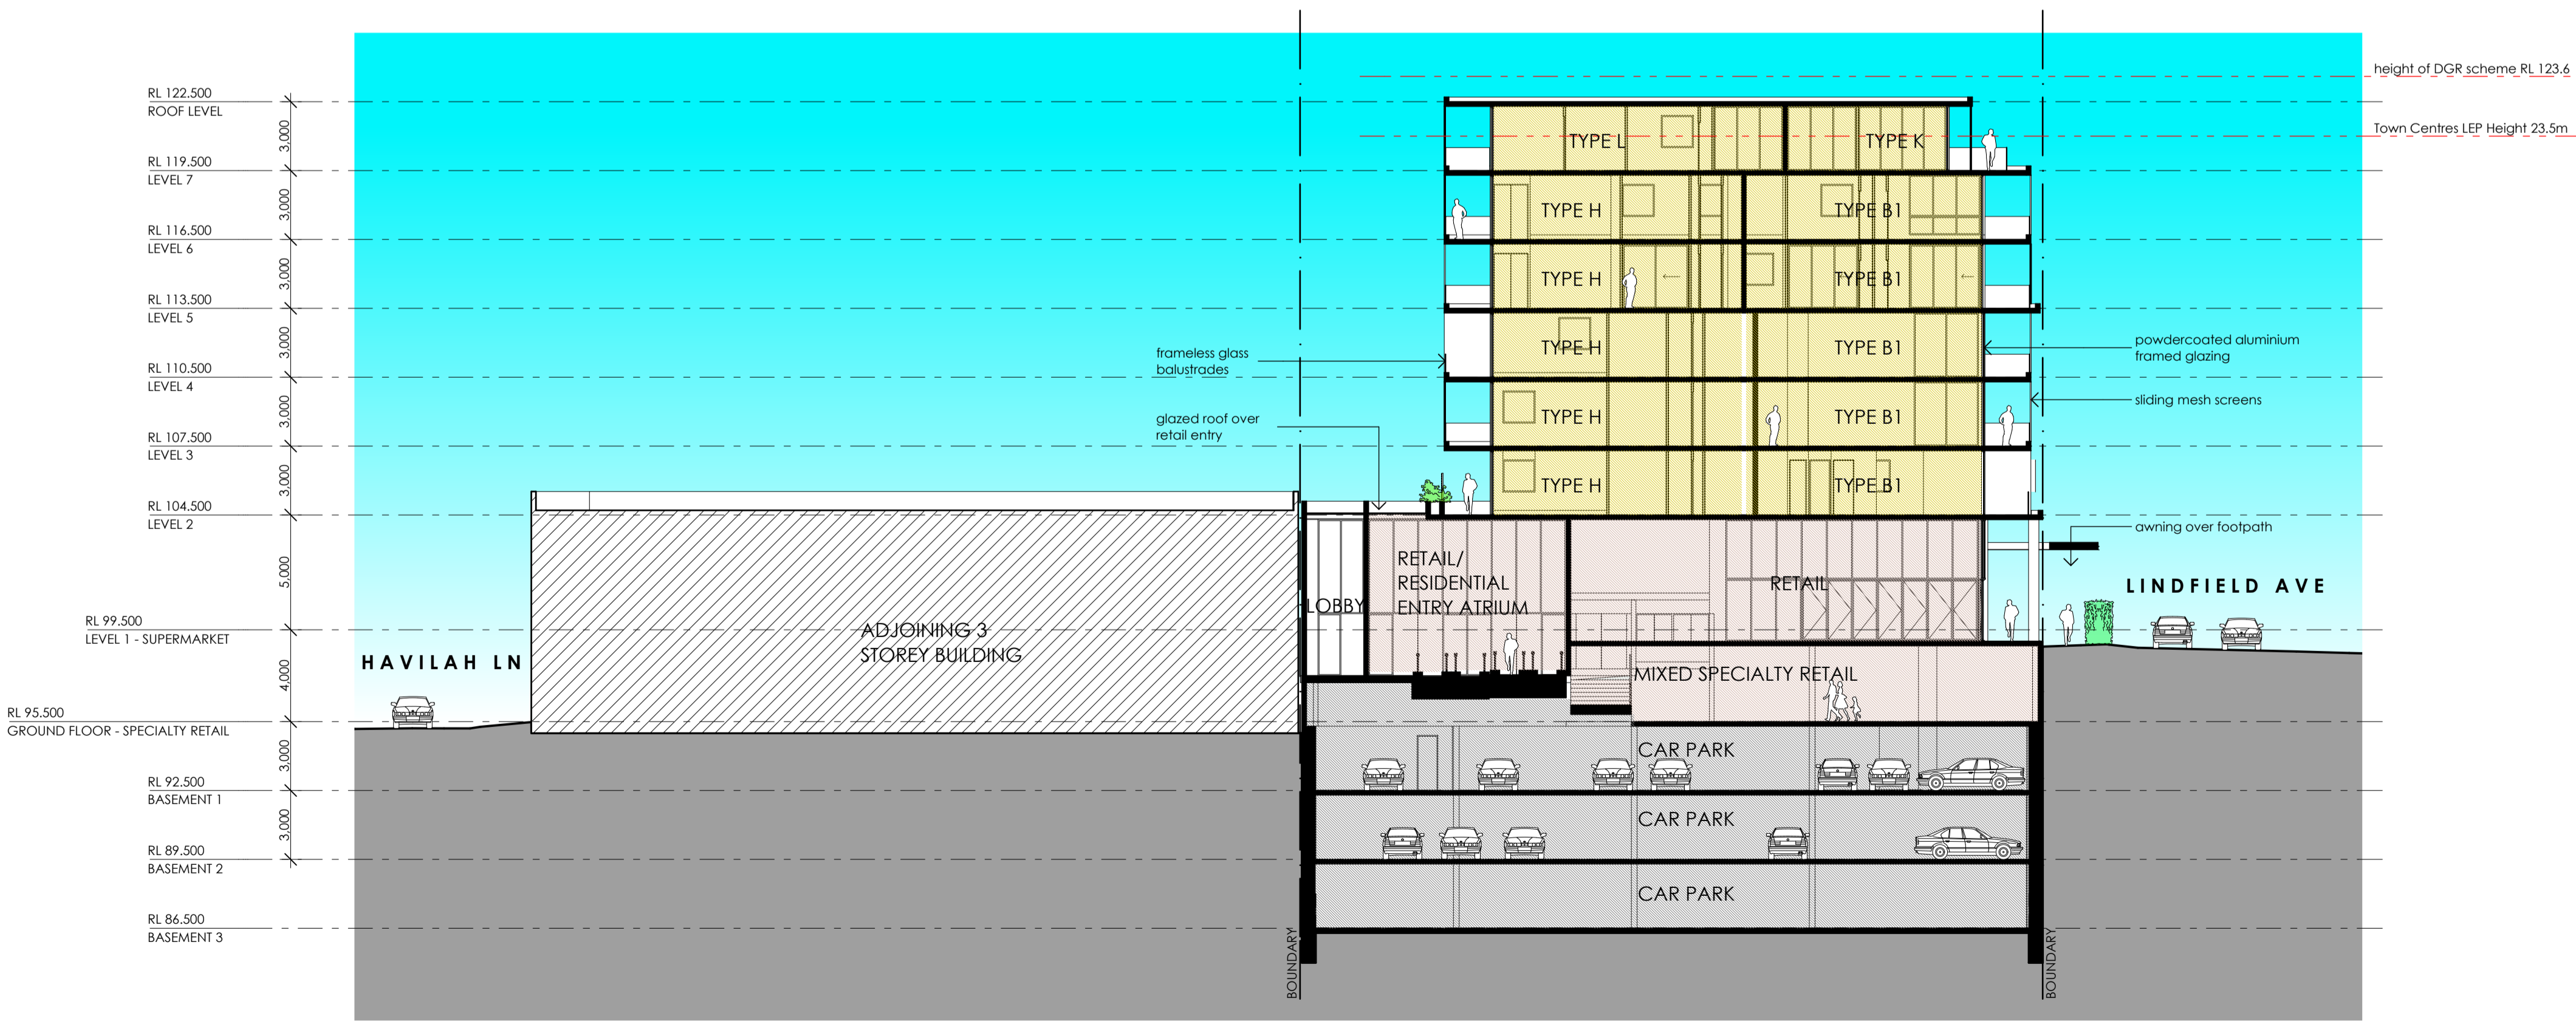 height of DGR scheme RL 123.6
RL 122.500
ROOF LEVEL
3,000
Town Centres LEP Height 23.5m
TYPE L
TYPE K
RL 119.500
LEVEL 7
3,000
TYPE H
TYPE B1
RL 116.500
LEVEL 6
3,000
TYPE H
TYPE B1
RL 113.500
LEVEL 5
3,000
frameless glass
balustrades
TYPE H
TYPE B1
powdercoated aluminium
framed glazing
RL 110.500
LEVEL 4
3,000
glazed roof over
retail entry
TYPE H
TYPE B1
sliding mesh screens
RL 107.500
LEVEL 3
3,000
TYPE H
TYPE B1
RL 104.500
LEVEL 2
awning over footpath
5,000
RETAIL/
RESIDENTIAL
ENTRY ATRIUM
LOBBY
RETAIL
LINDFIELD AVE
RL 99.500
LEVEL 1 - SUPERMARKET
ADJOINING 3
STOREY BUILDING
HAVILAH LN
4,000
MIXED SPECIALTY RETAIL
RL 95.500
GROUND FLOOR - SPECIALTY RETAIL
3,000
CAR PARK
RL 92.500
BASEMENT 1
3,000
CAR PARK
RL 89.500
BASEMENT 2
CAR PARK
RL 86.500
BASEMENT 3
BOUNDARY
BOUNDARY